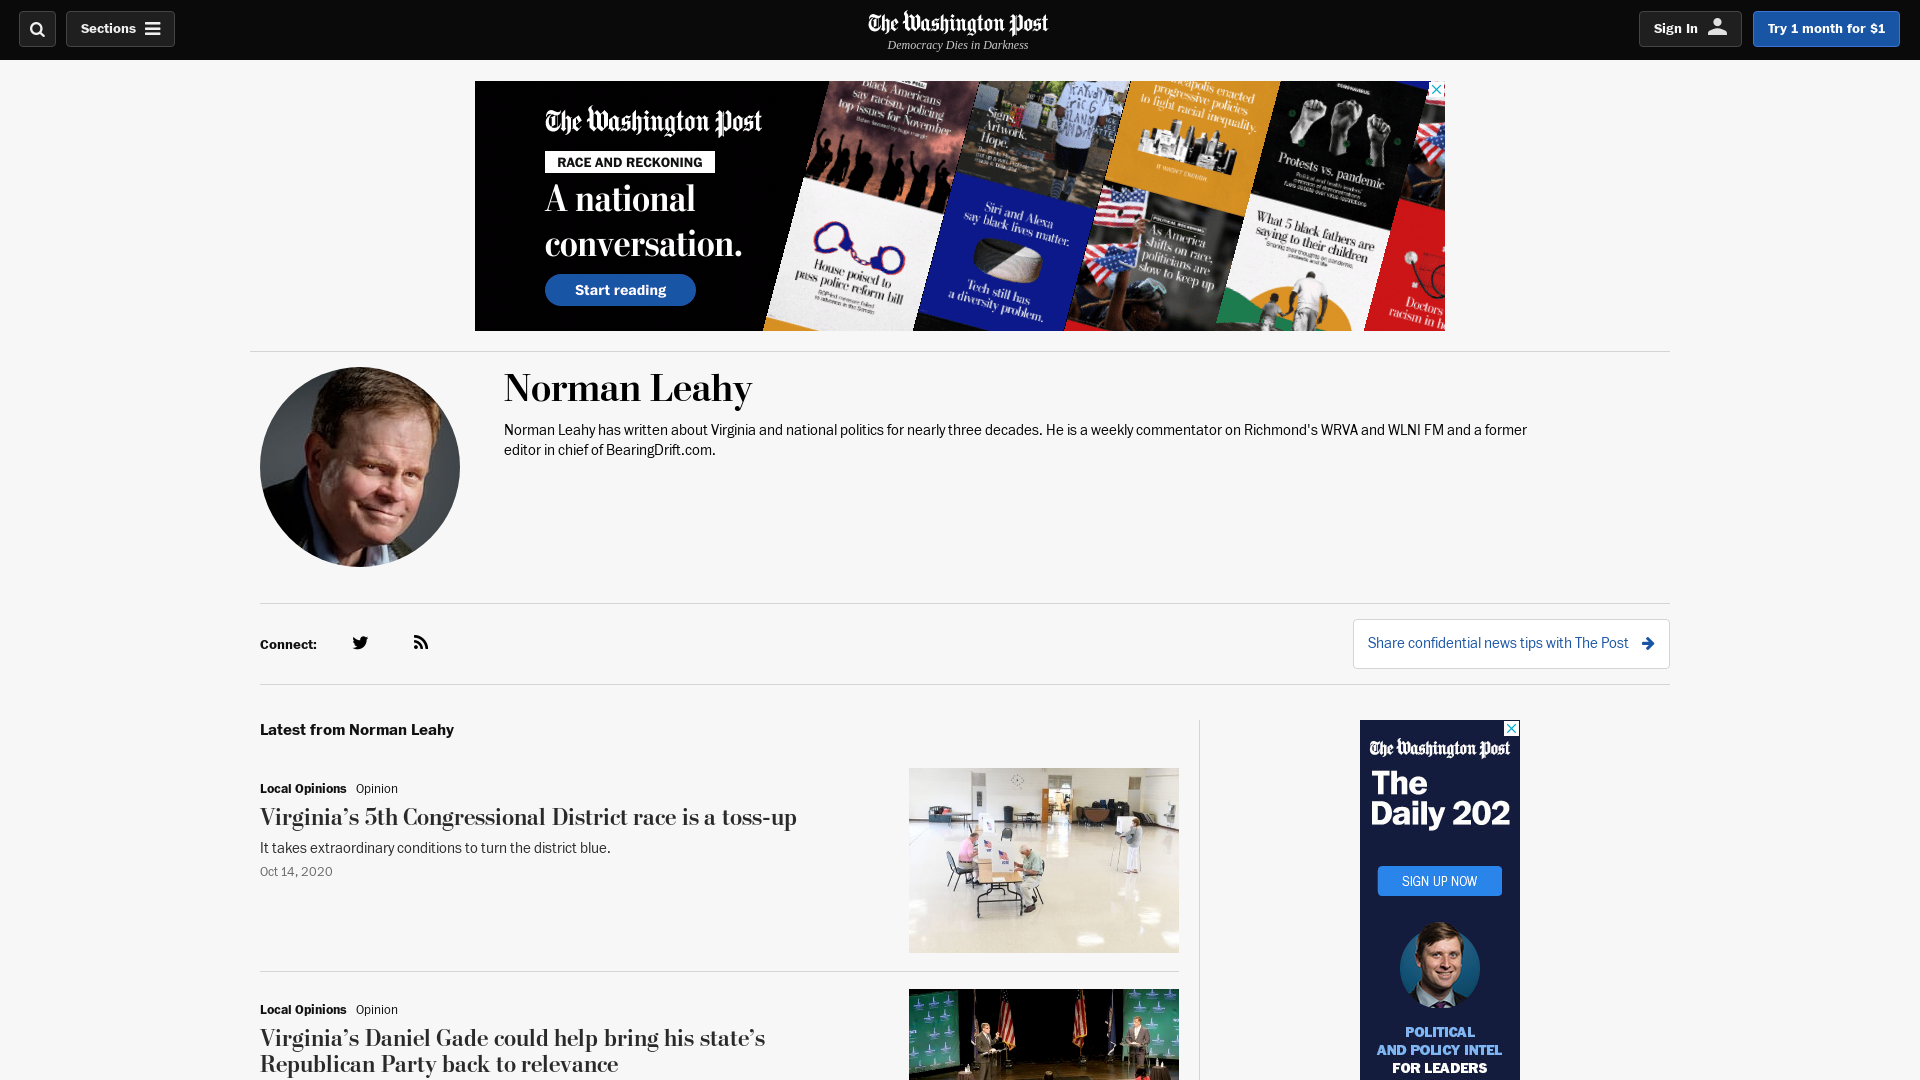 Sections
The Washington Post
Democracy Dies in Darkness
Sign In
Try 1 month for $1
The Washington Post
RACE AND RECKONING
A national
conversation.
Start reading
black Americans
say racism, policing
top issues for November
Signs.
Artwork.
Hope.
progressive policies
to fight racial inequality.
IT WASN'T ENOUGH.
CORONAVIRUS
Protests vs. pandemic
House poised to
pass police reform bill
Siri and Alexa
say black lives matter.
Tech still has
a diversity problem.
As America
shifts on race,
politicians are
slow to keep up
What 5 black fathers are
saying to their children
Doctors
racism in
Norman Leahy
Norman Leahy has written about Virginia and national politics for nearly three decades. He is a weekly commentator on Richmond's WRVA and WLNI FM and a former
editor in chief of BearingDrift.com.
Connect:
Share confidential news tips with The Post
Latest from Norman Leahy
Local Opinions Opinion
Virginia’s 5th Congressional District race is a toss-up
It takes extraordinary conditions to turn the district blue.
Oct 14, 2020
Local Opinions Opinion
Virginia’s Daniel Gade could help bring his state’s
Republican Party back to relevance
The Washington Post
The
Daily 202
SIGN UP NOW
POLITICAL
AND POLICY INTEL
FOR LEADERS